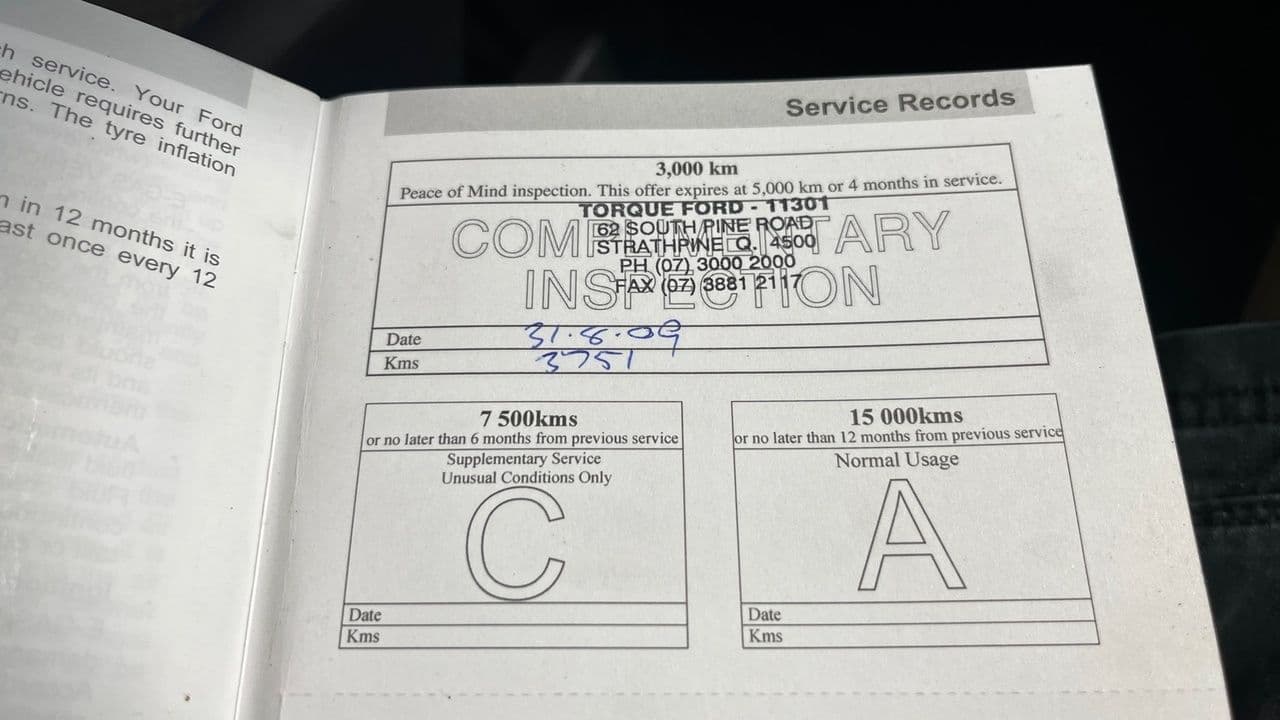 service. Your Ford
vehicle requires further
The tyre inflation
in 12 months it is
once every 12
Service Records
3,000 km
Peace of Mind inspection. This offer expires at 5,000 km or 4 months in service.
COMPLIMENTARY
INSPECTION
TORQUE FORD - 11301
62 SOUTH PINE ROAD
STRATHPINE Q. 4500
PH (07) 3000 2000
FAX (07) 3881 2117
Date 31.8.09
Kms 3751
7 500kms
or no later than 6 months from previous service
Supplementary Service
Unusual Conditions Only
C
Date
Kms
15 000kms
or no later than 12 months from previous service
Normal Usage
A
Date
Kms